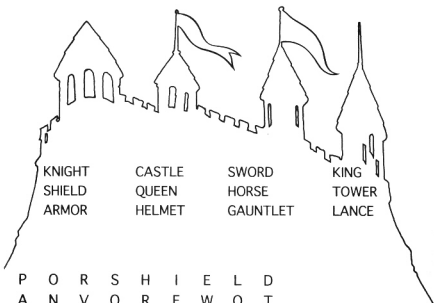 KNIGHT CASTLE SWORD KING
SHIELD QUEEN HORSE TOWER
ARMOR HELMET GAUNTLET LANCE
P O R S H I E L D
A N V O R E W O T